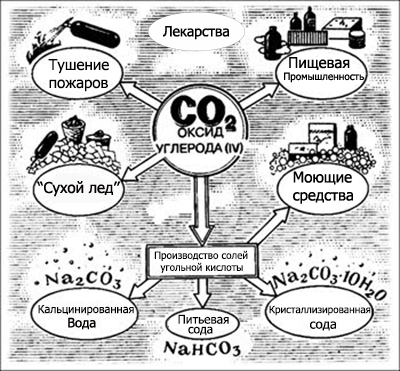 Лекарства
Тушение
пожаров
Пищевая
Промышленность
CO2
ОКСИД
УГЛЕРОДА (IV)
"Сухой лед"
Моющие
средства
Производство солей
угольной кислоты
Na2CO3
Кальцинированная
Вода
Питьевая
сода
NaHCO3
Na2CO3·10H2O
Кристаллизированная
сода